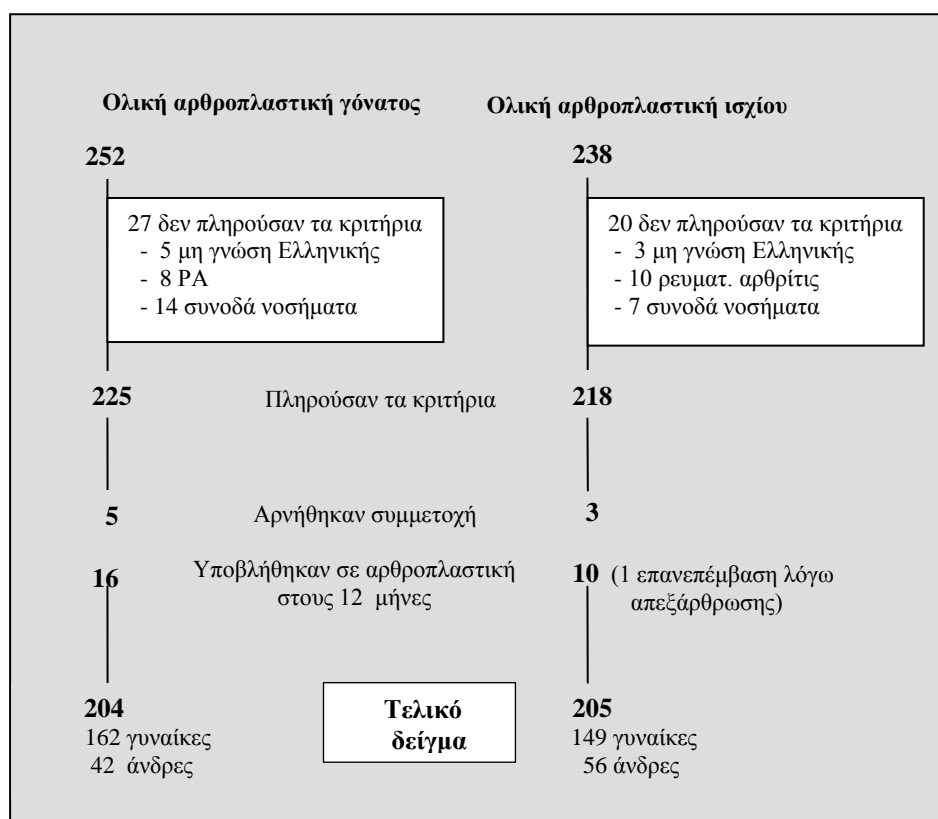 Ολική αρθροπλαστική γόνατος
Ολική αρθροπλαστική ισχίου
252
238
27 δεν πληρούσαν τα κριτήρια
- 5 μη γνώση Ελληνικής
- 8 ΡΑ
- 14 συνοδά νοσήματα
20 δεν πληρούσαν τα κριτήρια
- 3 μη γνώση Ελληνικής
- 10 ρευματ. αρθρίτις
- 7 συνοδά νοσήματα
225
Πληρούσαν τα κριτήρια
218
5
Αρνήθηκαν συμμετοχή
3
16
Υποβλήθηκαν σε αρθροπλαστική
στους 12 μήνες
10 (1 επανεπέμβαση λόγω
απεξάρθρωσης)
204
162 γυναίκες
42 άνδρες
Τελικό
δείγμα
205
149 γυναίκες
56 άνδρες